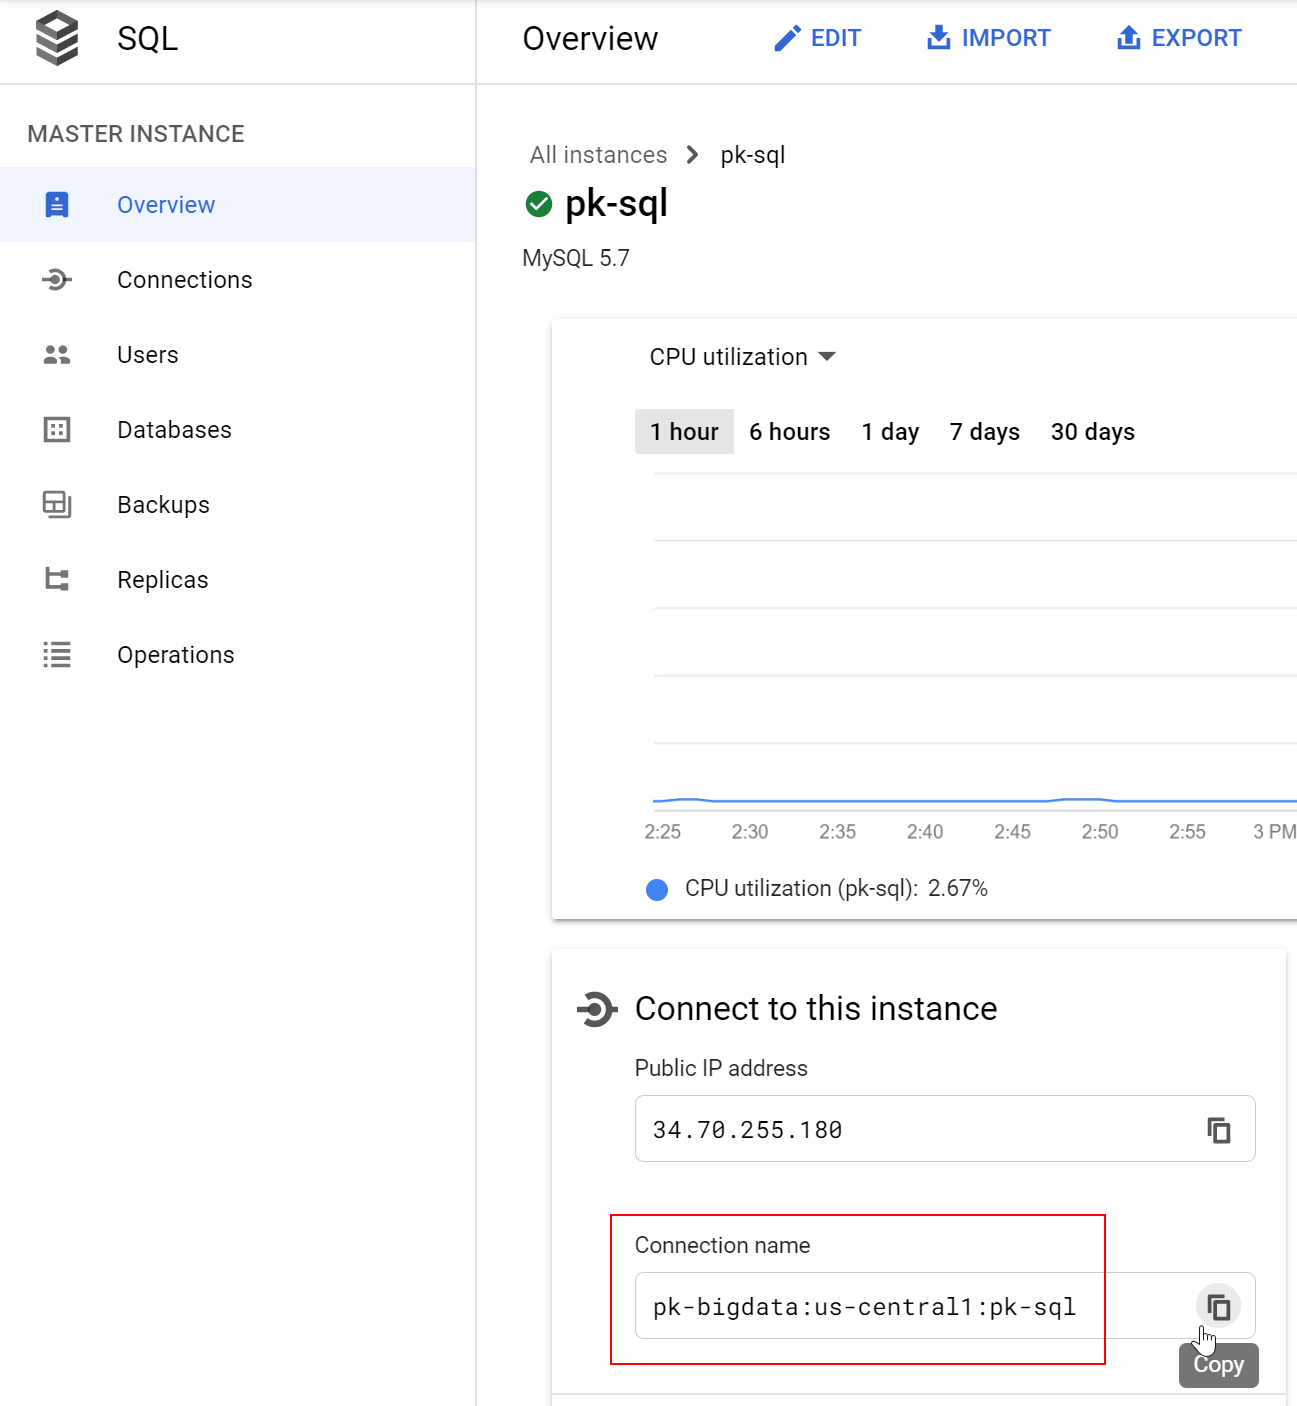 SQL
Overview
EDIT
IMPORT
EXPORT
MASTER INSTANCE
Overview
Connections
Users
Databases
Backups
Replicas
Operations
All instances
pk-sql
pk-sql
MySQL 5.7
CPU utilization
1 hour 6 hours 1 day 7 days 30 days
2:25 2:30 2:35 2:40 2:45 2:50 2:55 3 PM
CPU utilization (pk-sql): 2.67%
Connect to this instance
Public IP address
34.70.255.180
Connection name
pk-bigdata:us-central1:pk-sql
Copy